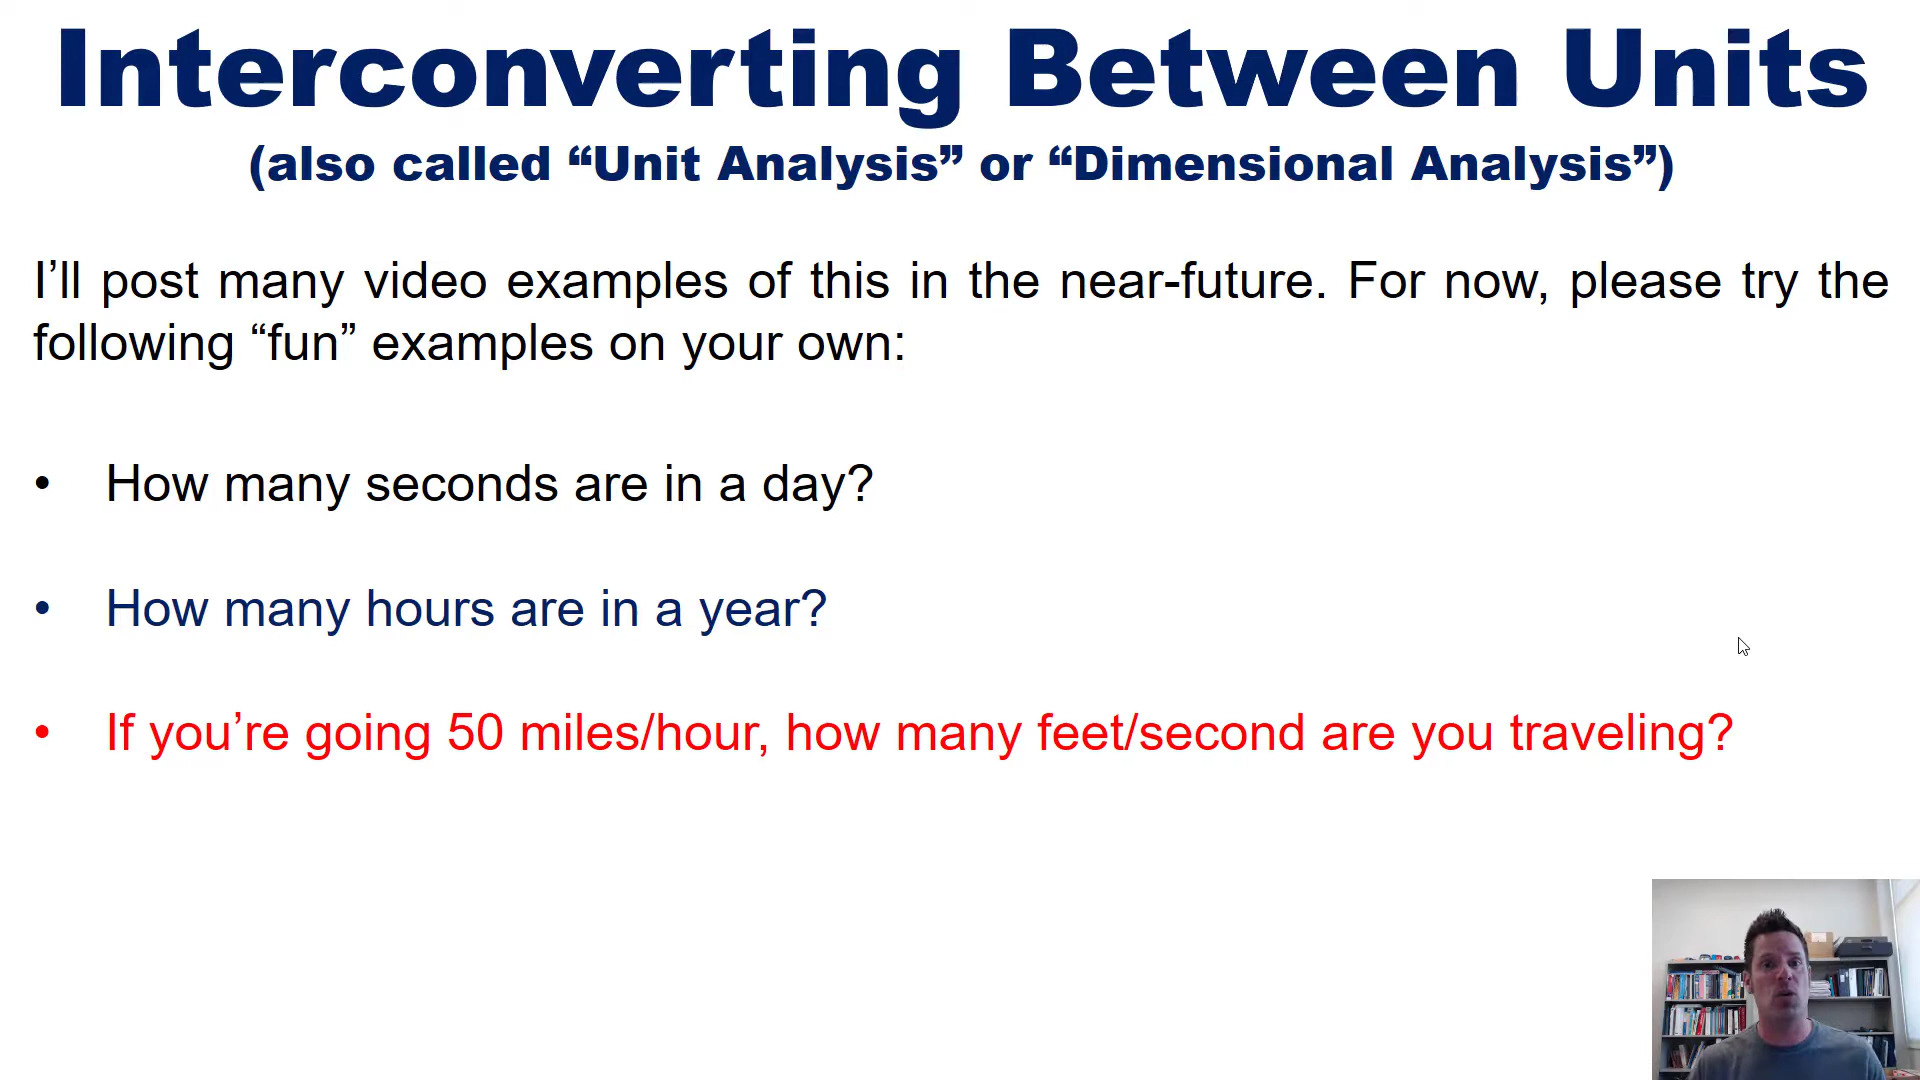 Interconverting Between Units
(also called “Unit Analysis” or “Dimensional Analysis”)
I’ll post many video examples of this in the near-future. For now, please try the
following “fun” examples on your own:
• How many seconds are in a day?
• How many hours are in a year?
• If you’re going 50 miles/hour, how many feet/second are you traveling?